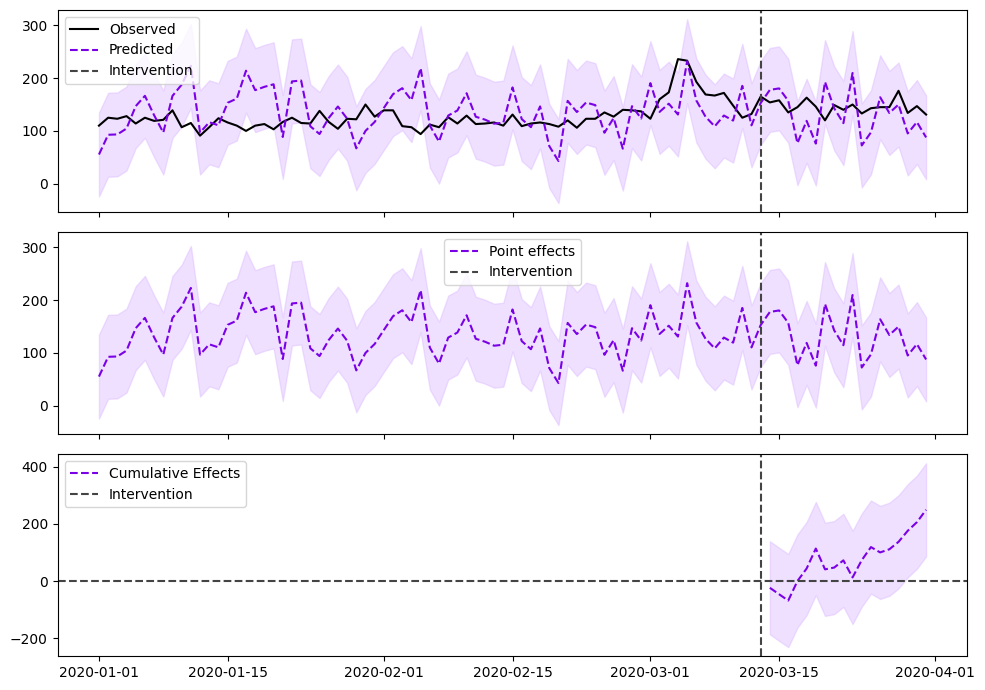 300
200
100
0
Observed
Predicted
Intervention
300
200
100
0
Point effects
Intervention
400
200
0
−200
Cumulative Effects
Intervention
2020-01-01
2020-01-15
2020-02-01
2020-02-15
2020-03-01
2020-03-15
2020-04-01